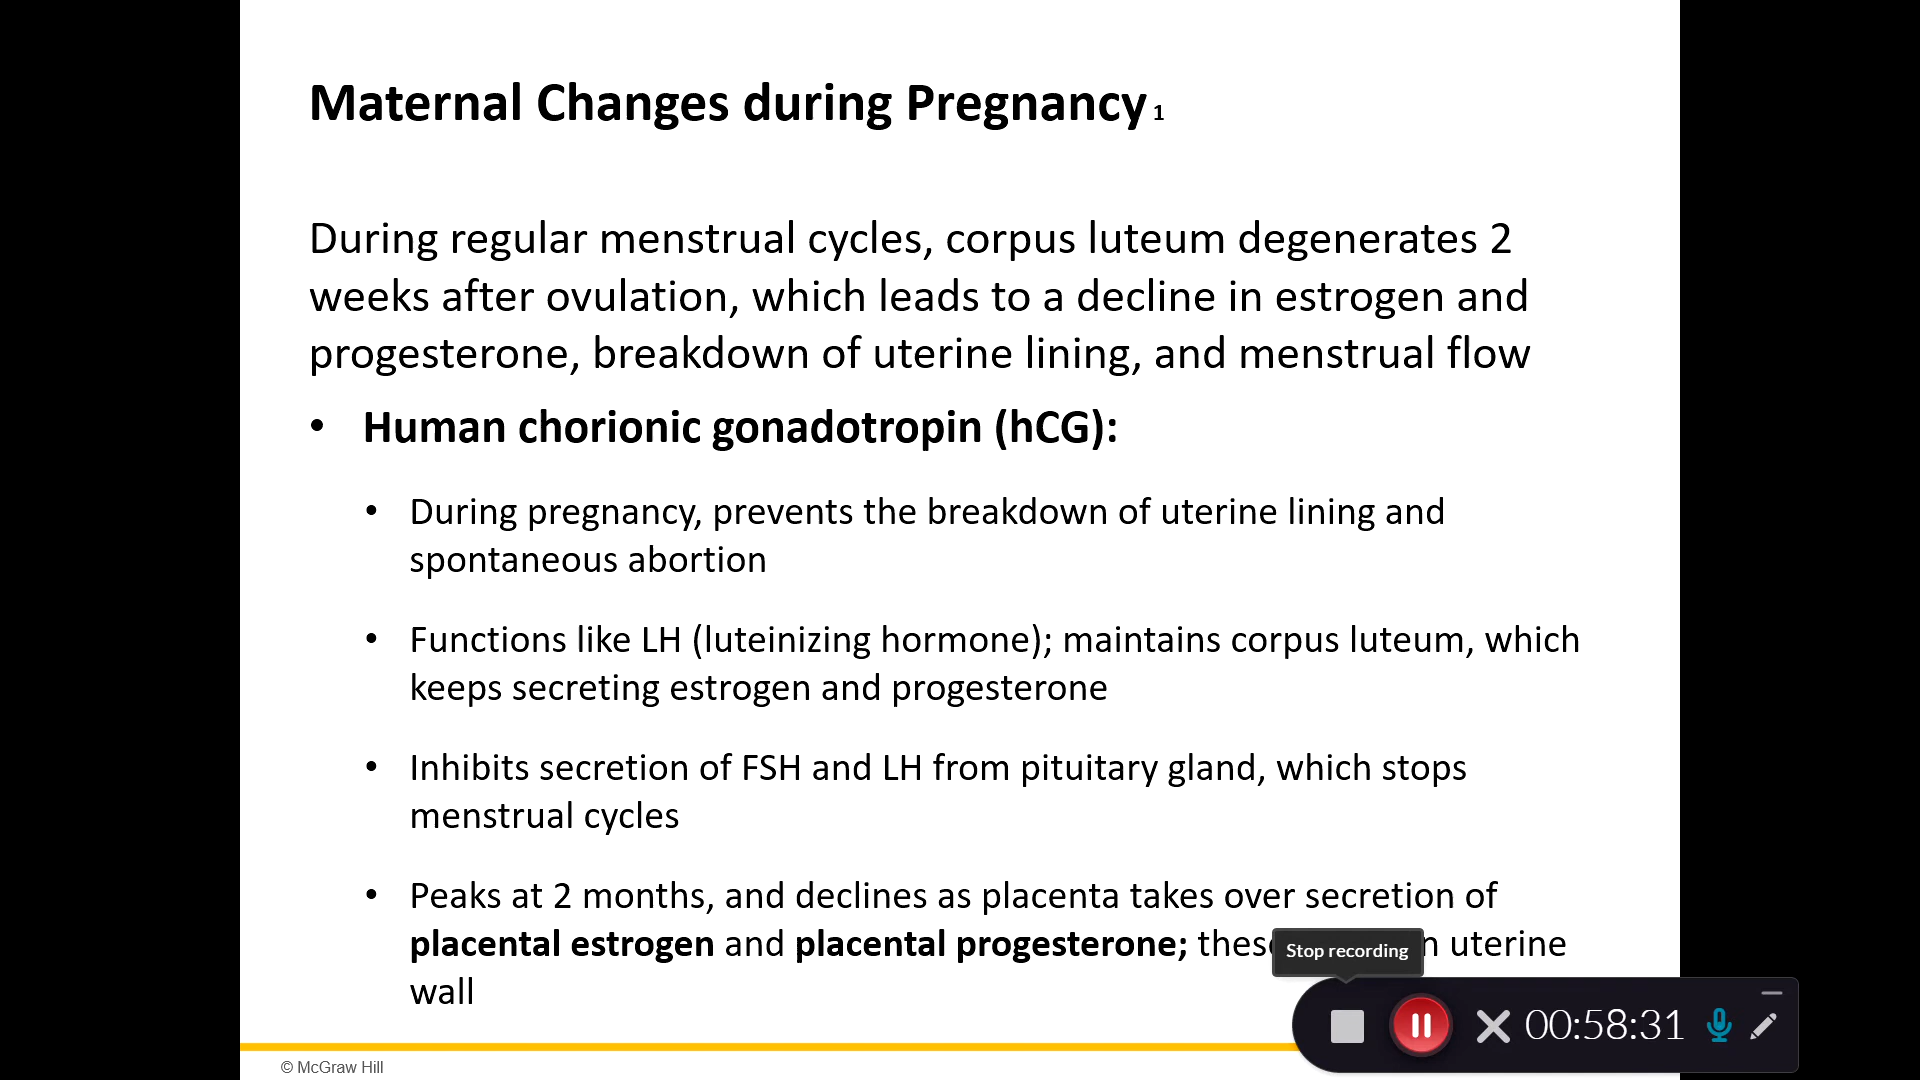 Maternal Changes during Pregnancy 1
During regular menstrual cycles, corpus luteum degenerates 2
weeks after ovulation, which leads to a decline in estrogen and
progesterone, breakdown of uterine lining, and menstrual flow
• Human chorionic gonadotropin (hCG):
• During pregnancy, prevents the breakdown of uterine lining and
spontaneous abortion
• Functions like LH (luteinizing hormone); maintains corpus luteum, which
keeps secreting estrogen and progesterone
• Inhibits secretion of FSH and LH from pituitary gland, which stops
menstrual cycles
• Peaks at 2 months, and declines as placenta takes over secretion of
placental estrogen and placental progesterone; uterine
wall
Stop recording
00:58:31
© McGraw Hill